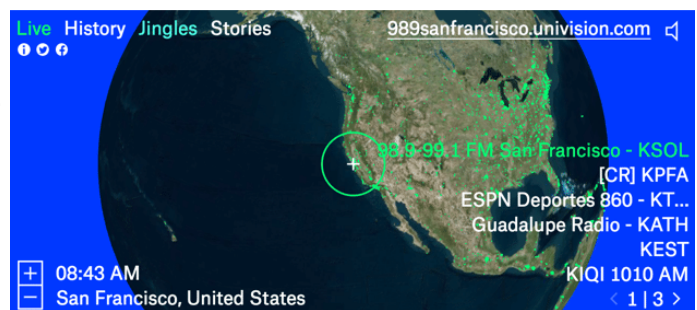 Live History Jingles Stories
989sanfrancisco.univision.com
98.9-99.1 FM San Francisco - KSOL
[CR] KPFA
ESPN Deportes 860 - KT...
Guadalupe Radio - KATH
KEST
KIQI 1010 AM
< 1 | 3 >
+ 08:43 AM
− San Francisco, United States